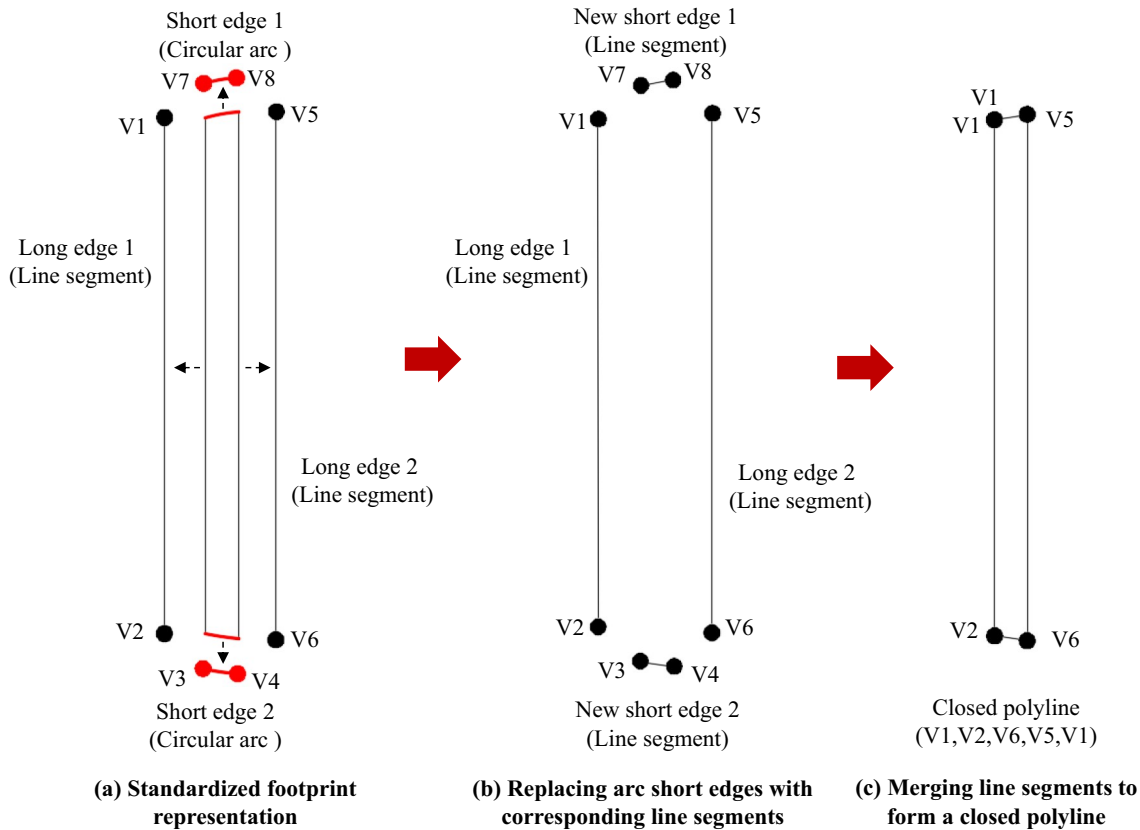 Short edge 1
(Circular arc )
V7
V8
V1
V5
Long edge 1
(Line segment)
Long edge 2
(Line segment)
V2
V6
V3
V4
Short edge 2
(Circular arc )
(a) Standardized footprint
representation
New short edge 1
(Line segment)
V7
V8
V1
V5
Long edge 1
(Line segment)
Long edge 2
(Line segment)
V2
V6
V3
V4
New short edge 2
(Line segment)
(b) Replacing arc short edges with
corresponding line segments
V1
V1
V5
V2
V6
Closed polyline
(V1,V2,V6,V5,V1)
(c) Merging line segments to
form a closed polyline